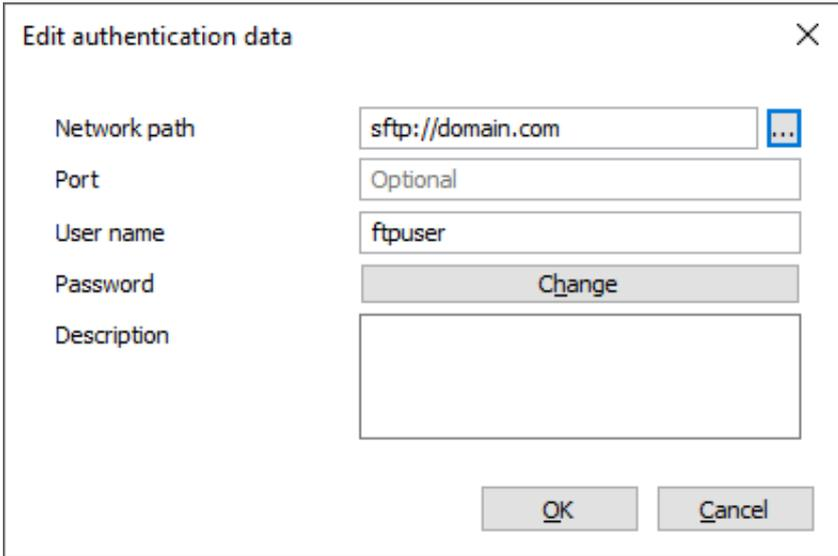 Edit authentication data
Network path sftp://domain.com ...
Port Optional
User name ftpuser
Password Change
Description
OK Cancel